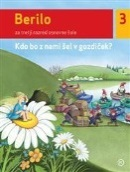 Berilo
3
za tretji razred osnovne šole
Kdo bo z nami šel v gozdiček?